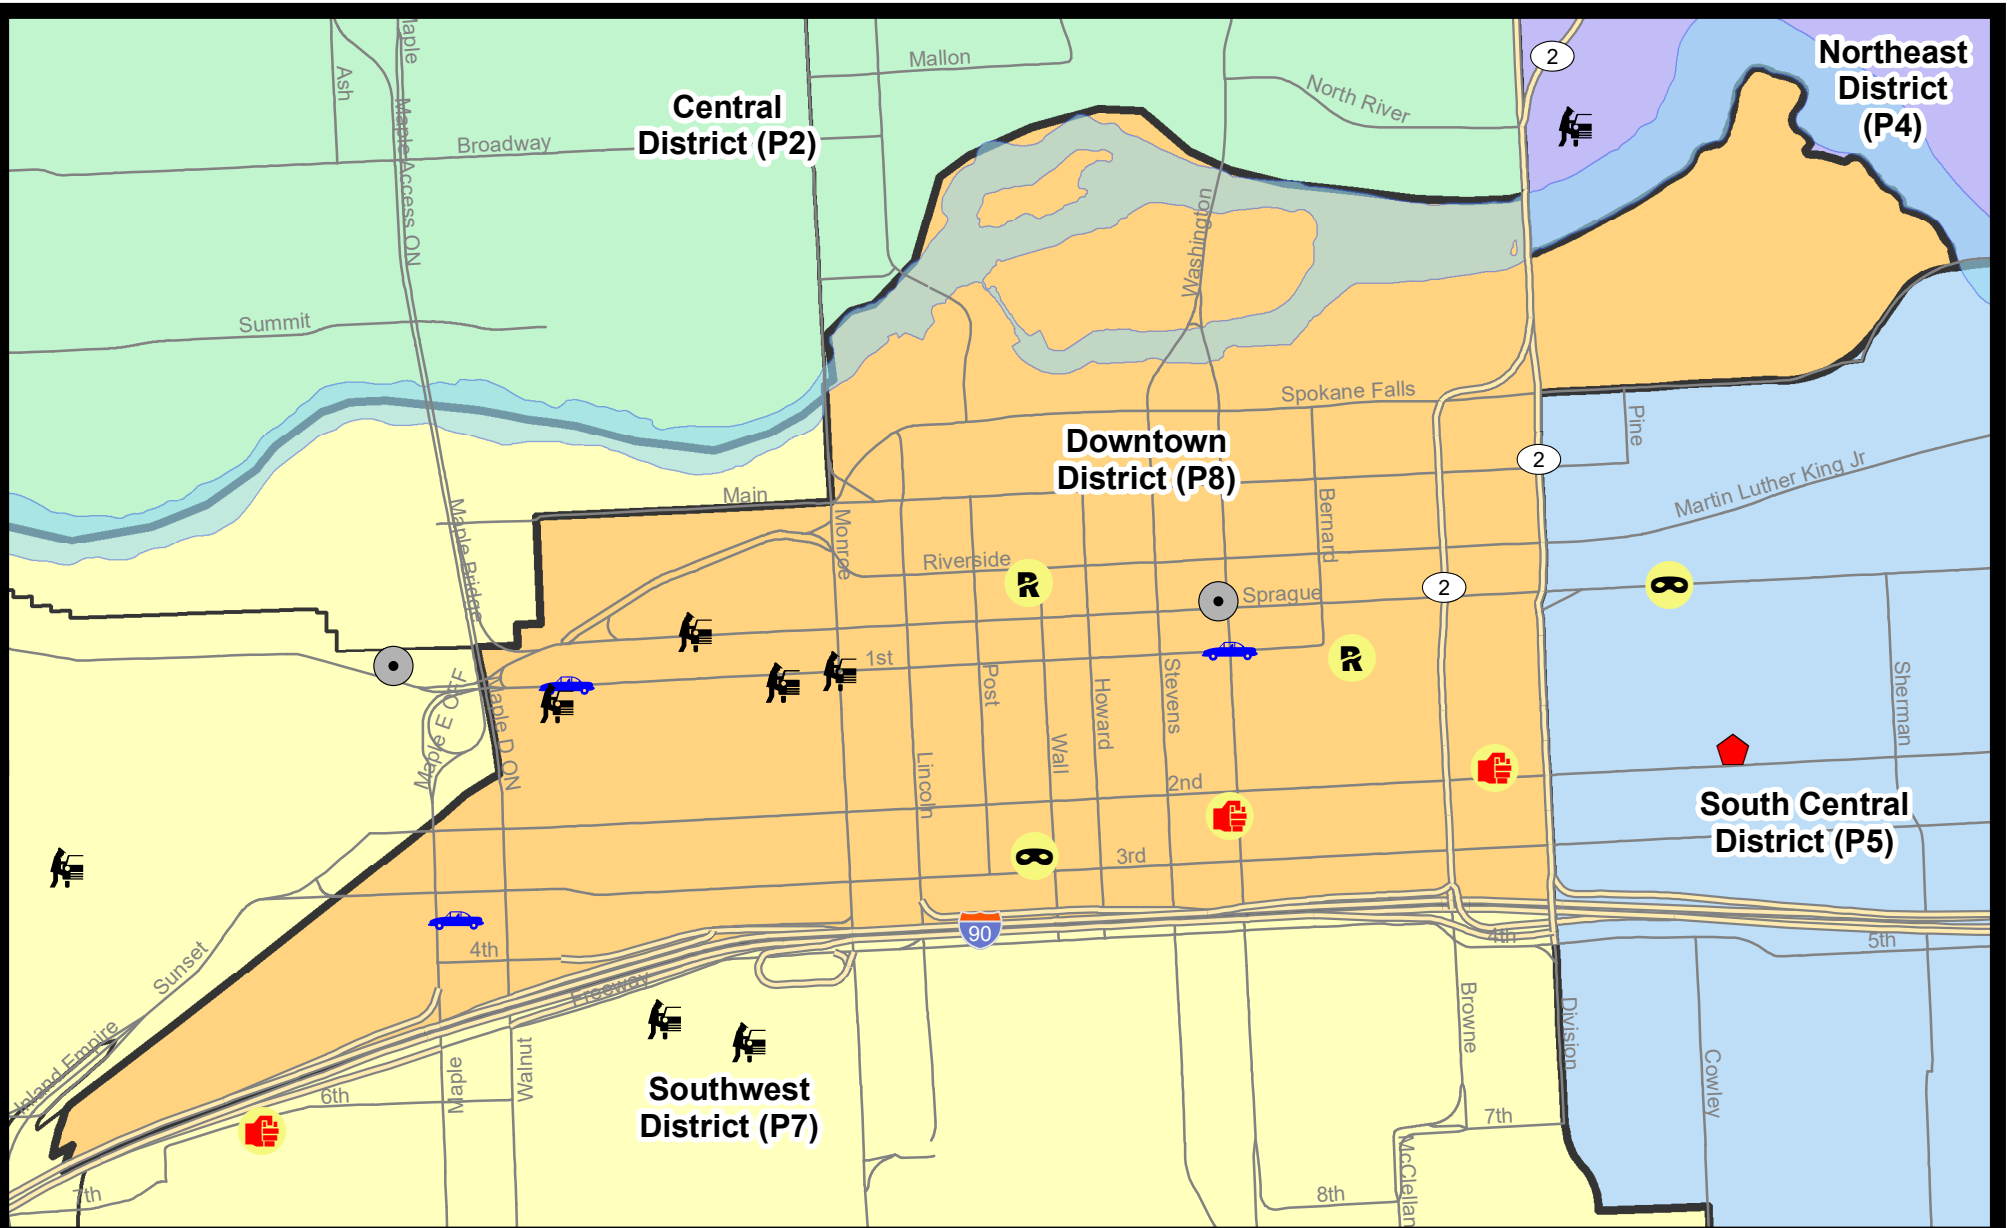 Maple
2
Northeast
District
(P4)
Ash
Mallon
North River
Central
District (P2)
Maple Access ON
Broadway
Washington
Summit
Spokane Falls
Pine
Downtown
District (P8)
2
Martin Luther King Jr
Main
Maple Bridge
Monroe
Bernard
Riverside
R
2
Sprague
1st
R
Maple E OFF
Maple D ON
Post
Howard
Stevens
Sherman
Wall
Lincoln
2nd
South Central
District (P5)
3rd
90
4th
4th
5th
Sunset
Freeway
Browne
Division
Inland Empire
Maple
Walnut
Cowley
Southwest
District (P7)
6th
7th
McClellan
7th
8th